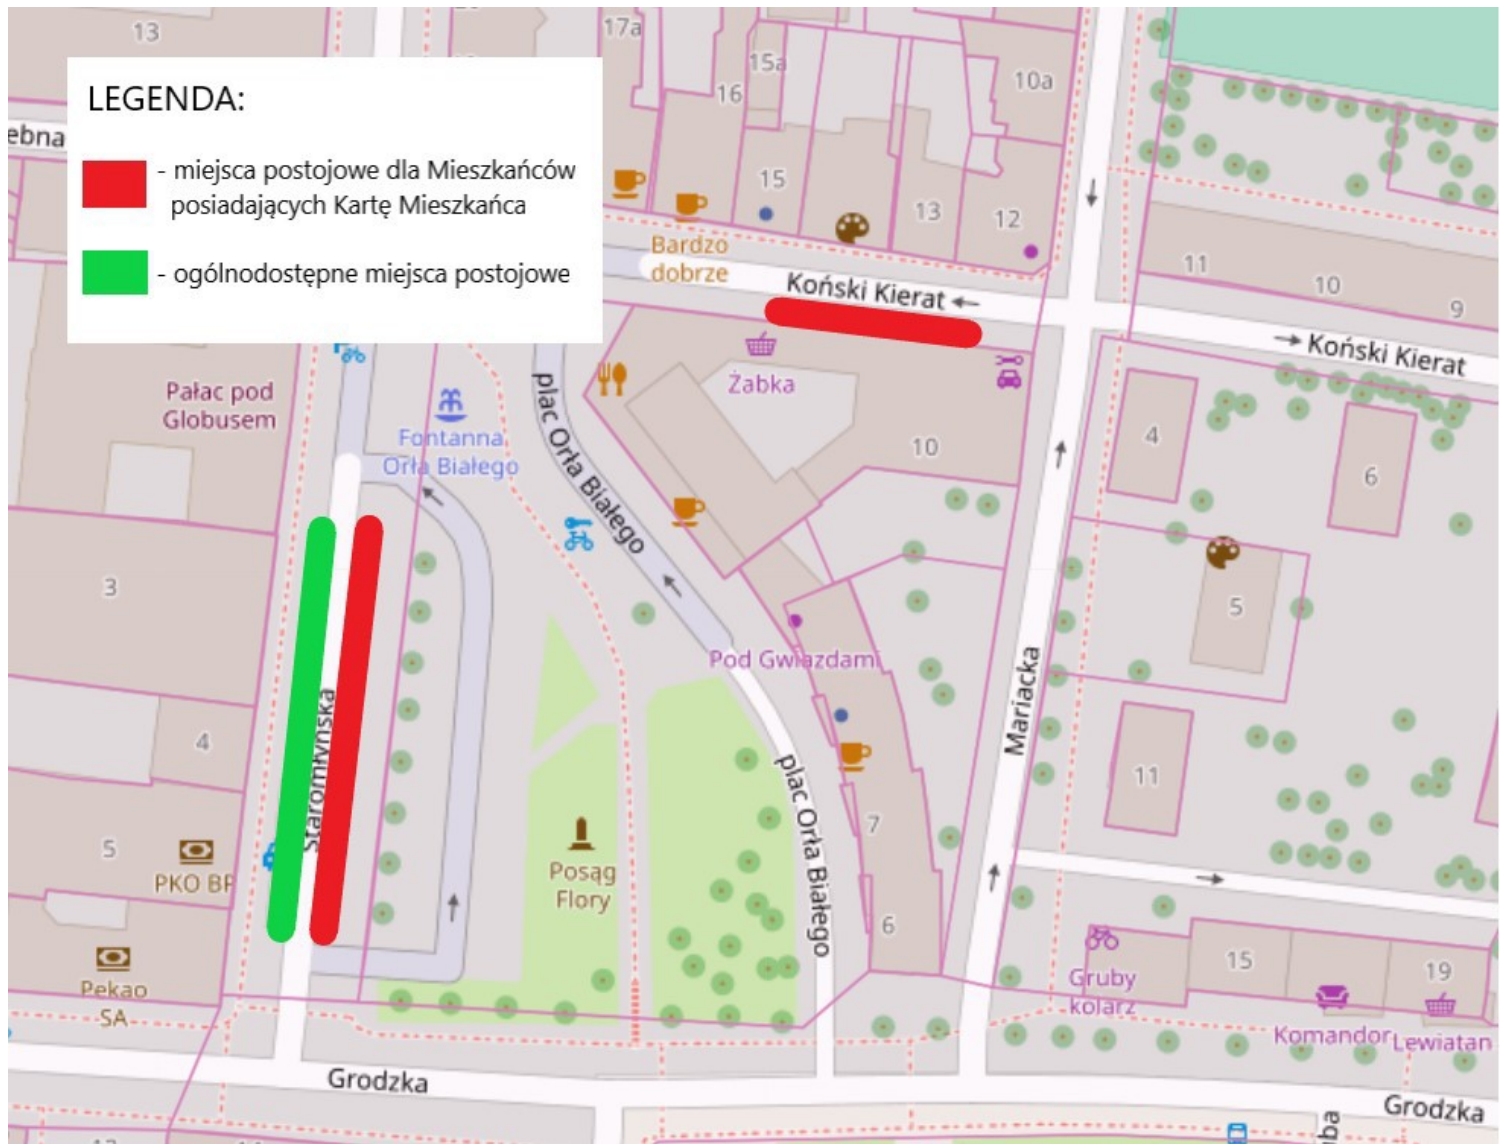 13
17a
15a
16
10a
LEGENDA:
ebna
- miejsca postojowe dla Mieszkańców
posiadających Kartę Mieszkańca
- ogólnodostępne miejsca postojowe
15
13
12
Bardzo
dobrze
Koński Kierat
11
10
9
Koński Kierat
Pałac pod
Globusem
Żabka
Fontanna
Orła Białego
plac Orła Białego
10
4
6
3
5
Pod Gwiazdami
Mariacka
4
Staromłyńska
plac Orła Białego
11
7
5
PKO BP
Posąg
Flory
6
Pekao
SA
Gruby
kolarz
15
19
Komandor
Lewiatan
Grodzka
Grodzka